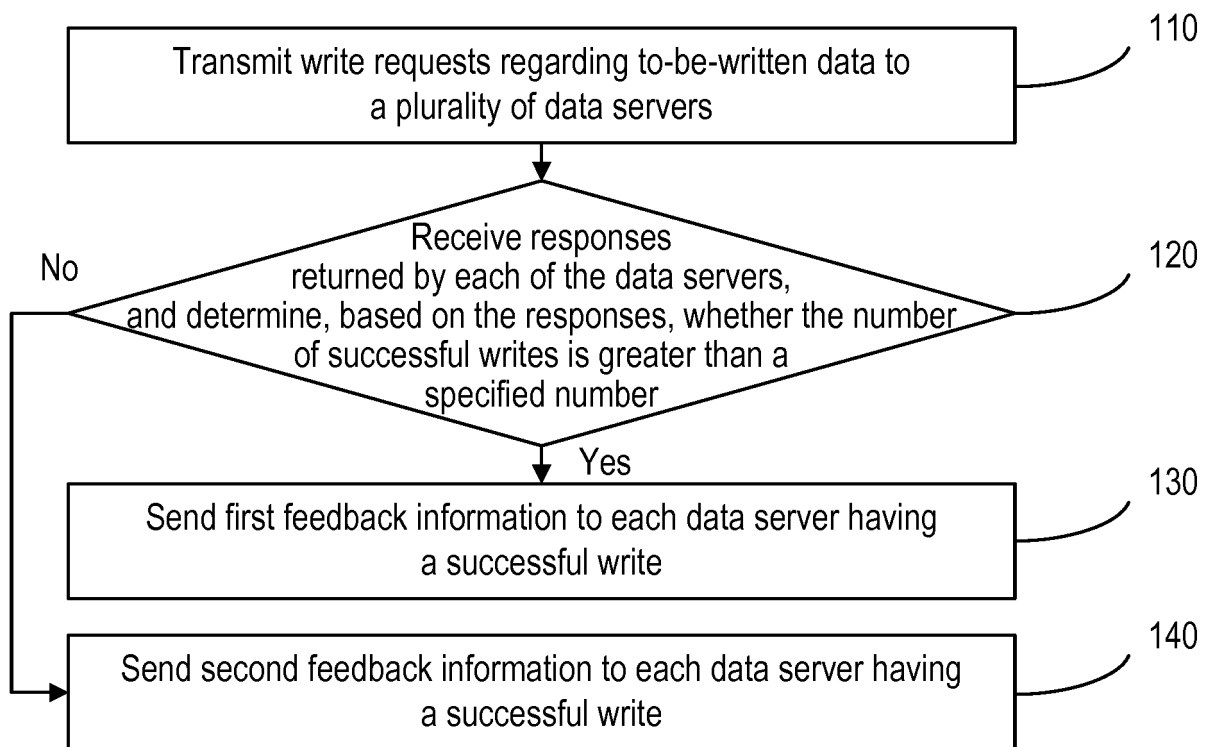 110
Transmit write requests regarding to-be-written data to
a plurality of data servers
120
No
Receive responses
returned by each of the data servers,
and determine, based on the responses, whether the number
of successful writes is greater than a
specified number
Yes
130
Send first feedback information to each data server having
a successful write
140
Send second feedback information to each data server having
a successful write